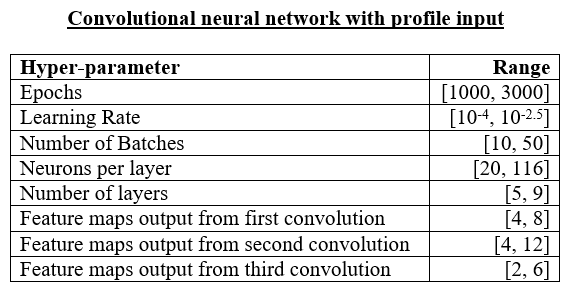 Convolutional neural network with profile input
Hyper-parameter Range
Epochs [1000, 3000]
Learning Rate [10⁻⁴, 10⁻²·⁵]
Number of Batches [10, 50]
Neurons per layer [20, 116]
Number of layers [5, 9]
Feature maps output from first convolution [4, 8]
Feature maps output from second convolution [4, 12]
Feature maps output from third convolution [2, 6]